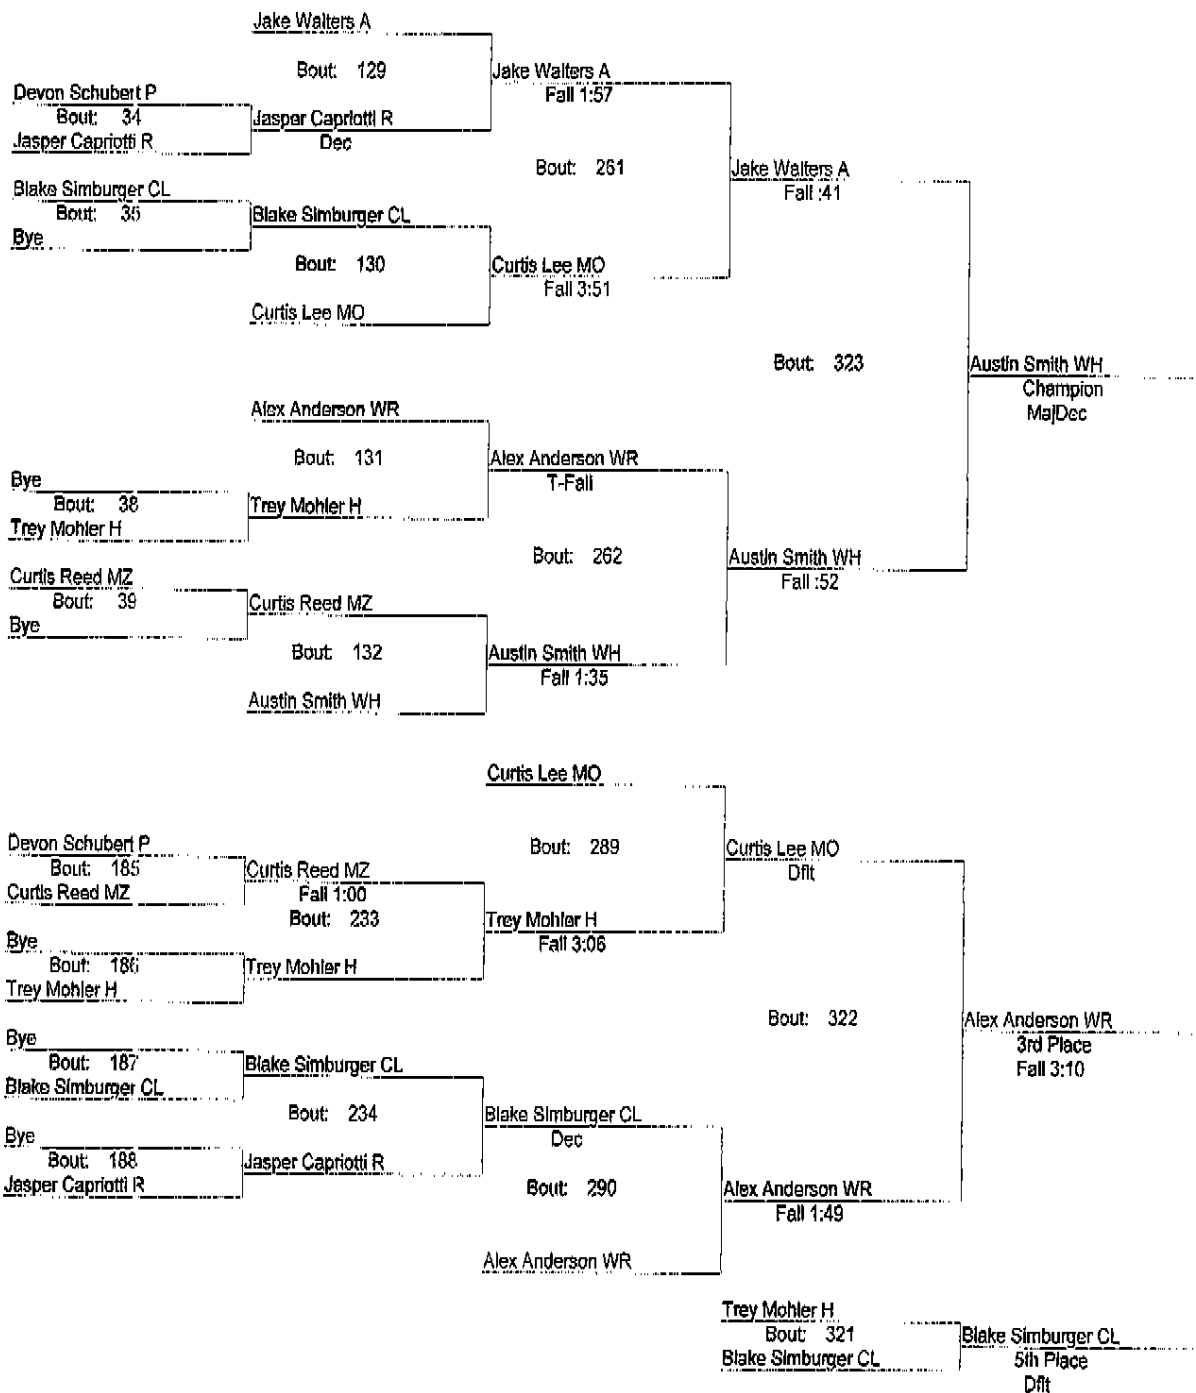 Jake Walters A
Bout: 129
Jake Walters A
Fall 1:57
Devon Schubert P
Bout: 34
Jasper Capriotti R
Jasper Capriotti R
Dec
Bout: 261
Jake Walters A
Fall :41
Blake Simburger CL
Bout: 35
Bye
Blake Simburger CL
Bout: 130
Curtis Lee MO
Fall 3:51
Curtis Lee MO
Bout: 323
Austin Smith WH
Champion
MajDec
Alex Anderson WR
Bout: 131
Alex Anderson WR
T-Fall
Bye
Bout: 38
Trey Mohler H
Trey Mohler H
Bout: 262
Austin Smith WH
Fall :52
Curtis Reed MZ
Bout: 39
Bye
Curtis Reed MZ
Bout: 132
Austin Smith WH
Fall 1:35
Austin Smith WH
Curtis Lee MO
Bout: 289
Curtis Lee MO
Dflt
Devon Schubert P
Bout: 185
Curtis Reed MZ
Curtis Reed MZ
Fall 1:00
Bout: 233
Trey Mohler H
Fall 3:06
Bye
Bout: 186
Trey Mohler H
Trey Mohler H
Bout: 322
Alex Anderson WR
3rd Place
Fall 3:10
Bye
Bout: 187
Blake Simburger CL
Blake Simburger CL
Bout: 234
Blake Simburger CL
Dec
Bye
Bout: 188
Jasper Capriotti R
Jasper Capriotti R
Bout: 290
Alex Anderson WR
Fall 1:49
Alex Anderson WR
Trey Mohler H
Bout: 321
Blake Simburger CL
Blake Simburger CL
5th Place
Dflt